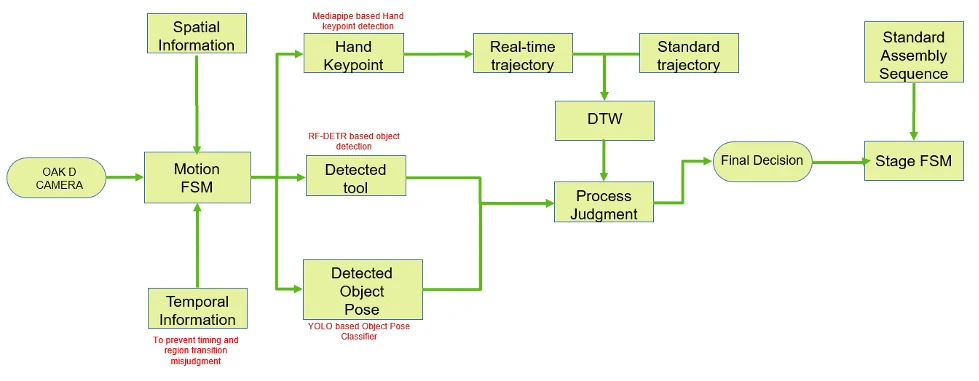 Mediapipe based Hand
keypoint detection
Spatial
Information
Hand
Keypoint
Real-time
trajectory
Standard
trajectory
Standard
Assembly
Sequence
DTW
RF-DETR based object
detection
OAK D
CAMERA
Motion
FSM
Detected
tool
Process
Judgment
Final Decision
Stage FSM
Detected
Object
Pose
YOLO based Object Pose
Classifier
Temporal
Information
To prevent timing and
region transition
misjudgment